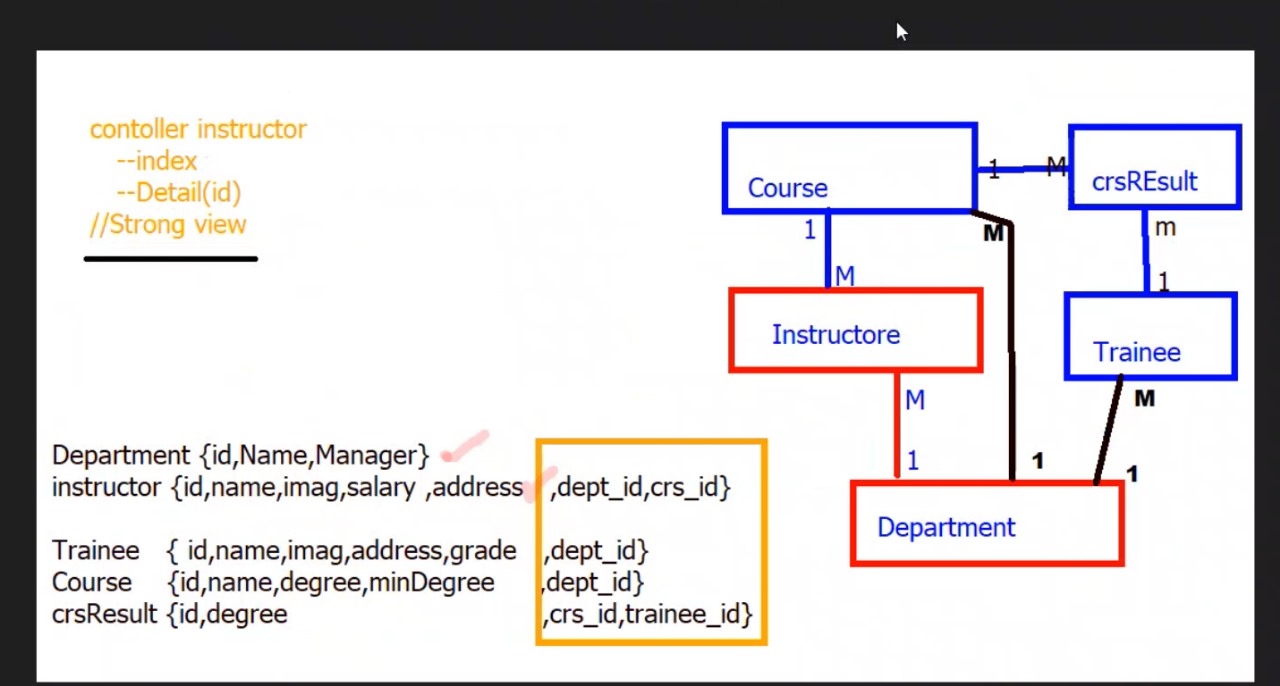 contoller instructor
--index
--Detail(id)
//Strong view
Course
1
M
crsREsult
1
M
M
m
1
Instructore
Trainee
M
1
M
1
1
Department
Department {id,Name,Manager}
instructor {id,name,imag,salary ,address ,dept_id,crs_id}
Trainee { id,name,imag,address,grade ,dept_id}
Course {id,name,degree,minDegree ,dept_id}
crsResult {id,degree ,crs_id,trainee_id}